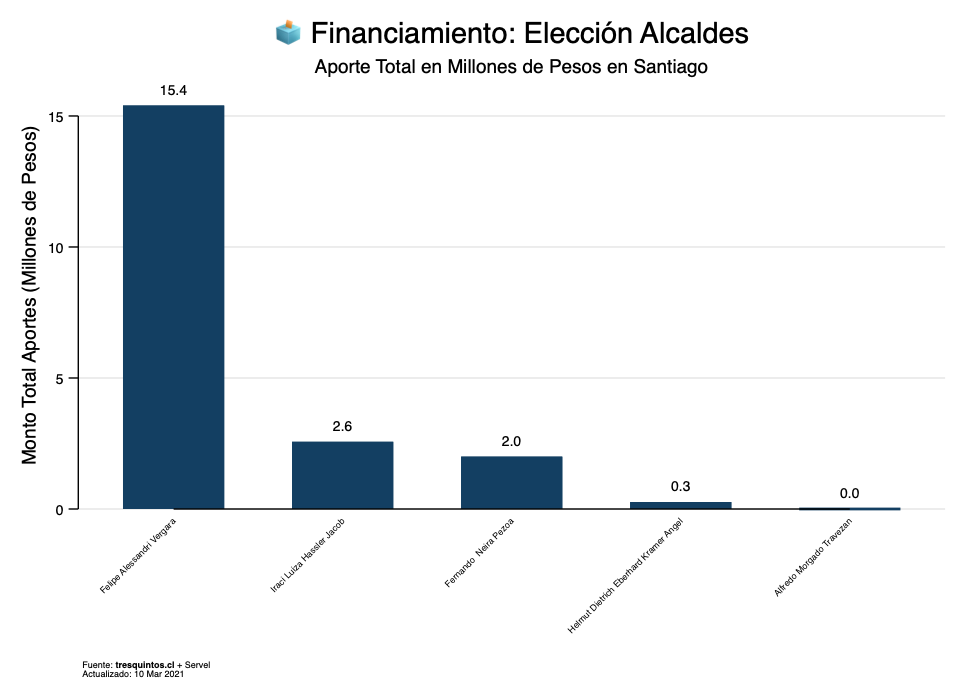 Financiamiento: Elección Alcaldes
Aporte Total en Millones de Pesos en Santiago
Monto Total Aportes (Millones de Pesos)
15
10
5
0
15.4
2.6
2.0
0.3
0.0
Felipe Alessandri Vergara
Iraci Luiza Hassler Jacob
Fernando Neira Pezoa
Helmut Dietrich Eberhard Kramer Angel
Alfredo Morgado Travezan
Fuente: tresquintos.cl + Servel
Actualizado: 10 Mar 2021